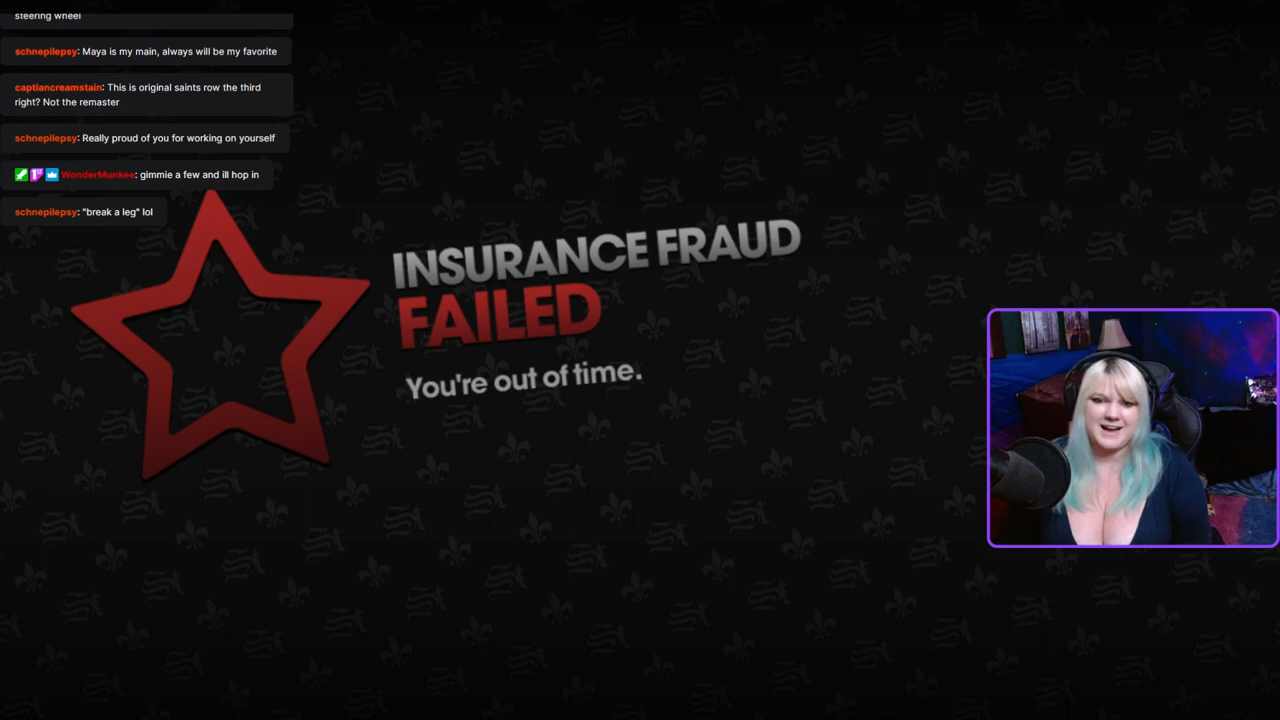 steering wheel
schnepilepsy: Maya is my main, always will be my favorite
captiancreamstain: This is original saints row the third
right? Not the remaster
schnepilepsy: Really proud of you for working on yourself
WonderMunkee: gimmie a few and ill hop in
schnepilepsy: "break a leg" lol
INSURANCE FRAUD
FAILED
You're out of time.